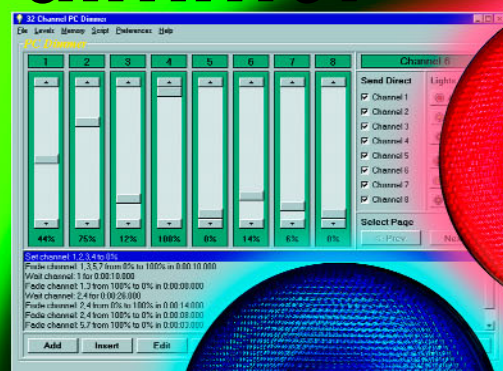 32 Channel PC Dimmer
File Levels Memory Script Preferences Help
PC Dimmer
1 2 3 4 5 6 7 8 Channel 6
Send Direct Lights
Channel 1
Channel 2
Channel 3
Channel 4
Channel 5
Channel 6
Channel 7
Channel 8
Select Page
<-Prev Ne
44% 75% 12% 100% 0% 14% 6% 0%
Set channel: 1,2,3,4 to 0%
Fade channel: 1,3,5,7 from 0% to 100% in 0:00:10.000
Wait channel: 1 for 0:00:10.000
Fade channel: 1,3 from 100% to 0% in 0:00:08.000
Wait channel: 2,4 for 0:00:26.000
Fade channel: 2,4 from 0% to 100% in 0:00:14.000
Fade channel: 2,4 from 100% to 0% in 0:00:08.000
Fade channel: 5,7 from 100% to 0% in 0:00:03.000
Add Insert Edit